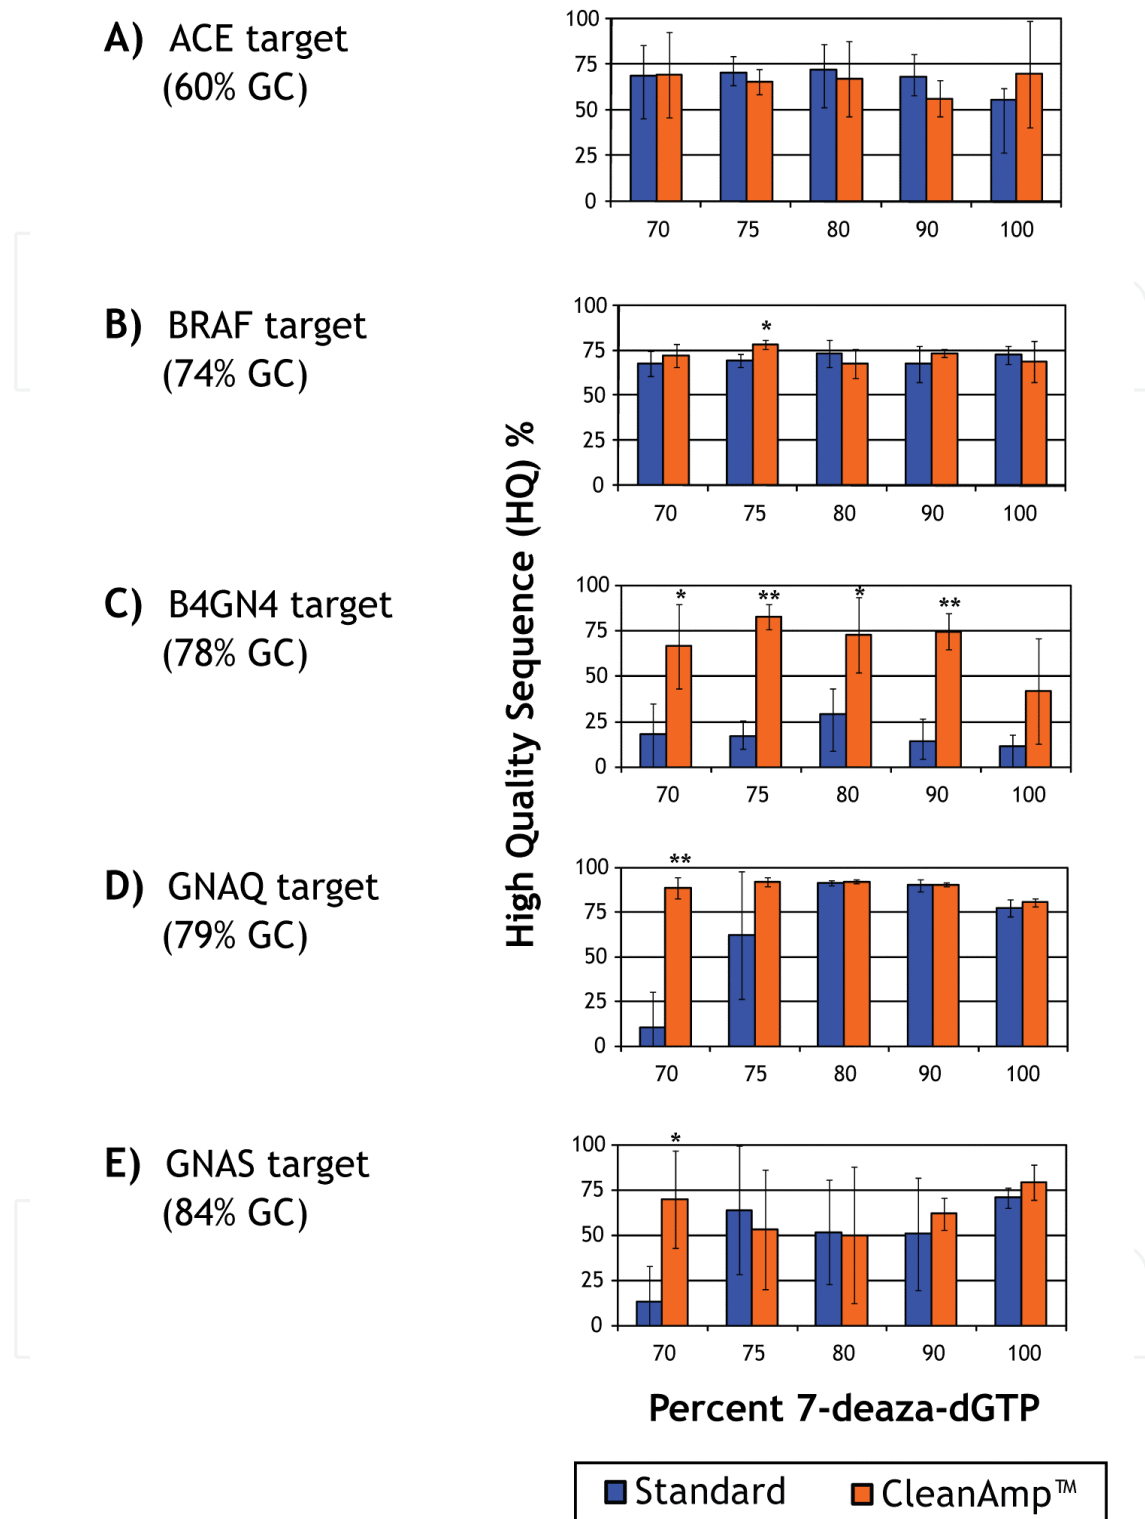 A) ACE target
(60% GC)
100
75
50
25
0
70 75 80 90 100
B) BRAF target
(74% GC)
100
75
50
25
0
*
70 75 80 90 100
High Quality Sequence (HQ) %
C) B4GN4 target
(78% GC)
100
75
50
25
0
* ** * **
70 75 80 90 100
D) GNAQ target
(79% GC)
100
75
50
25
0
**
70 75 80 90 100
E) GNAS target
(84% GC)
100
75
50
25
0
*
70 75 80 90 100
Percent 7-deaza-dGTP
Standard CleanAmp™